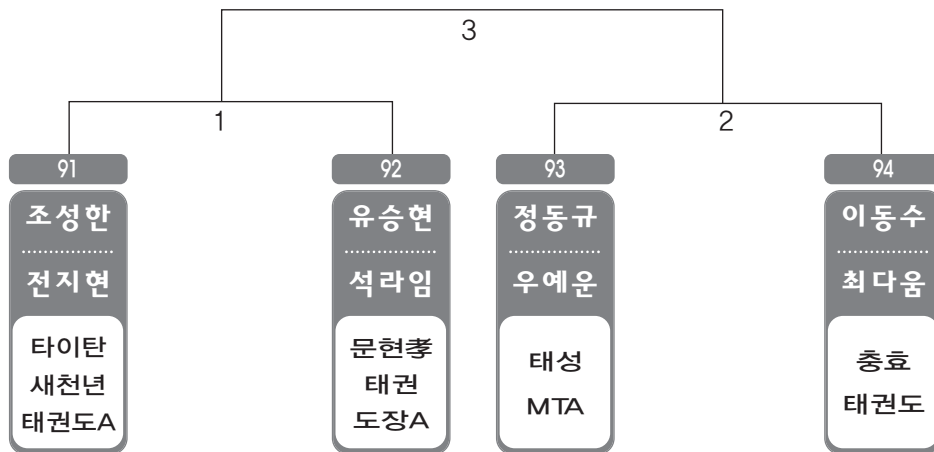 3
1
2
91
92
93
94
조성한
유승현
정동규
이동수
전지현
석라임
우예운
최다움
타이탄
새천년
태권도A
문현孝
태권
도장A
태성
MTA
충효
태권도